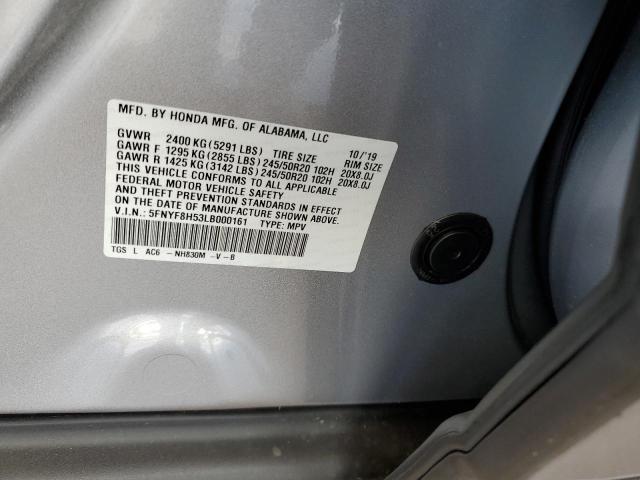 MFD. BY HONDA MFG. OF ALABAMA, LLC
10/'19
GVWR 2400 KG(5291 LBS) TIRE SIZE RIM SIZE
GAWR F 1295 KG(2855 LBS)245/50R20 102H 20X8.0J
GAWR R 1425 KG(3142 LBS)245/50R20 102H 20X8.0J
THIS VEHICLE CONFORMS TO ALL APPLICABLE
FEDERAL MOTOR VEHICLE SAFETY, BUMPER,
AND THEFT PREVENTION STANDARDS IN EFFECT
ON THE DATE OF MANUFACTURE SHOWN ABOVE.
V.I.N.: 5FNYF8H53LB000161 TYPE: MPV
TGS L AC6 -NH830M -V-B